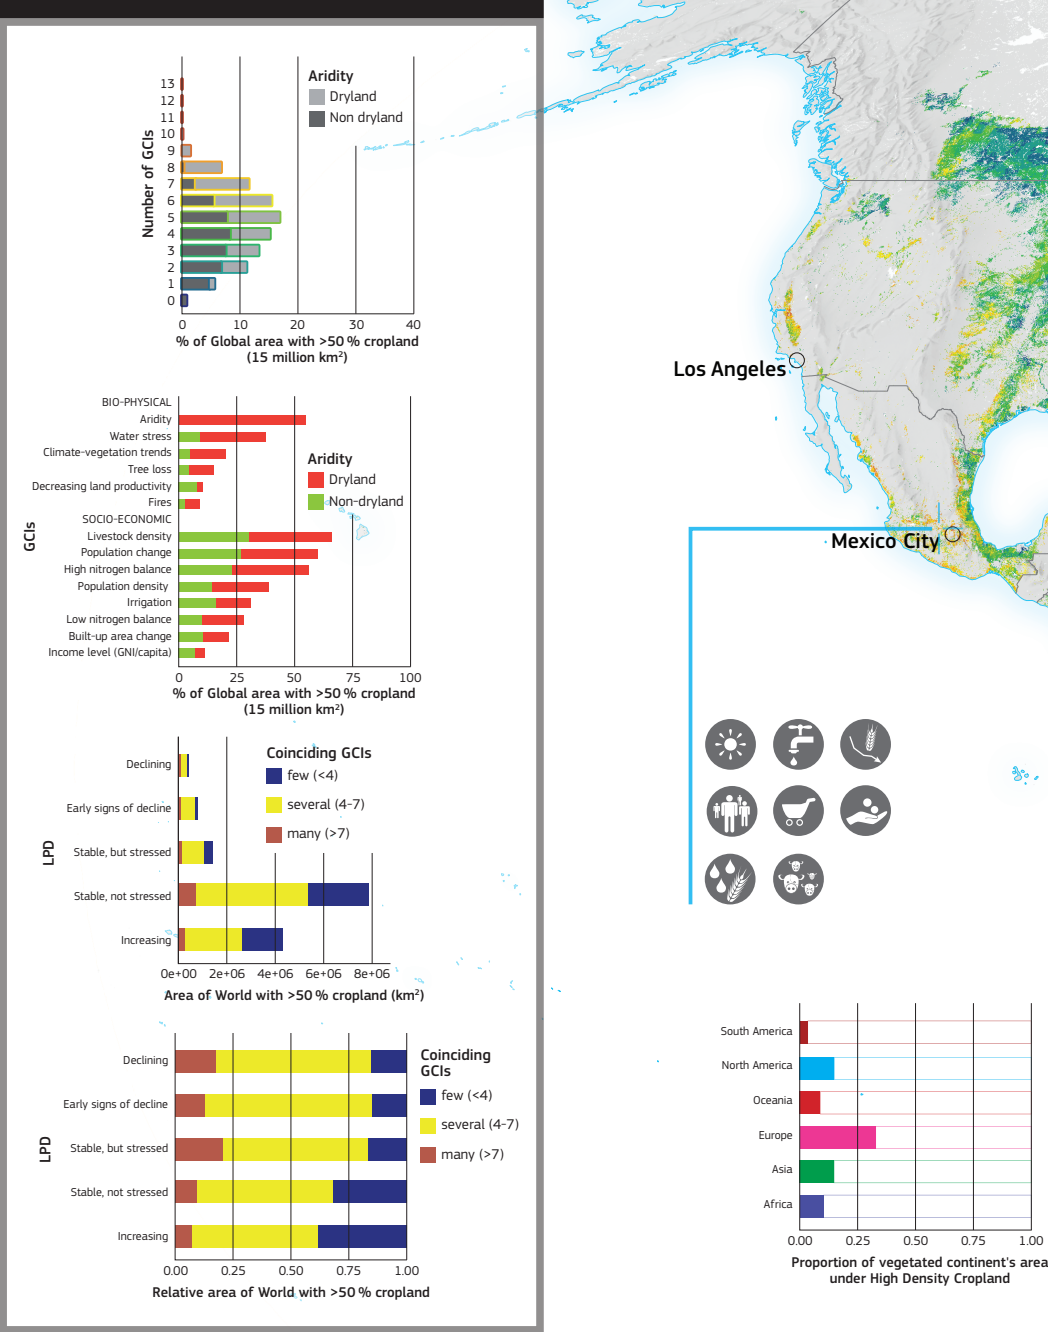 Aridity
Dryland
Non dryland
Number of GCIs
13
12
11
10
9
8
7
6
5
4
3
2
1
0
0 10 20 30 40
% of Global area with >50 % cropland
(15 million km²)
GCIs
BIO-PHYSICAL
Aridity
Water stress
Climate-vegetation trends
Tree loss
Decreasing land productivity
Fires
SOCIO-ECONOMIC
Livestock density
Population change
High nitrogen balance
Population density
Irrigation
Low nitrogen balance
Built-up area change
Income level (GNI/capita)
Aridity
Dryland
Non-dryland
0 25 50 75 100
% of Global area with >50 % cropland
(15 million km²)
Coinciding GCIs
few (<4)
several (4-7)
many (>7)
LPD
Declining
Early signs of decline
Stable, but stressed
Stable, not stressed
Increasing
0e+00 2e+06 4e+06 6e+06 8e+06
Area of World with >50 % cropland (km²)
Coinciding
GCIs
few (<4)
several (4-7)
many (>7)
LPD
Declining
Early signs of decline
Stable, but stressed
Stable, not stressed
Increasing
0.00 0.25 0.50 0.75 1.00
Relative area of World with >50 % cropland
Los Angeles
Mexico City
South America
North America
Oceania
Europe
Asia
Africa
0.00 0.25 0.50 0.75 1.00
Proportion of vegetated continent's area
under High Density Cropland